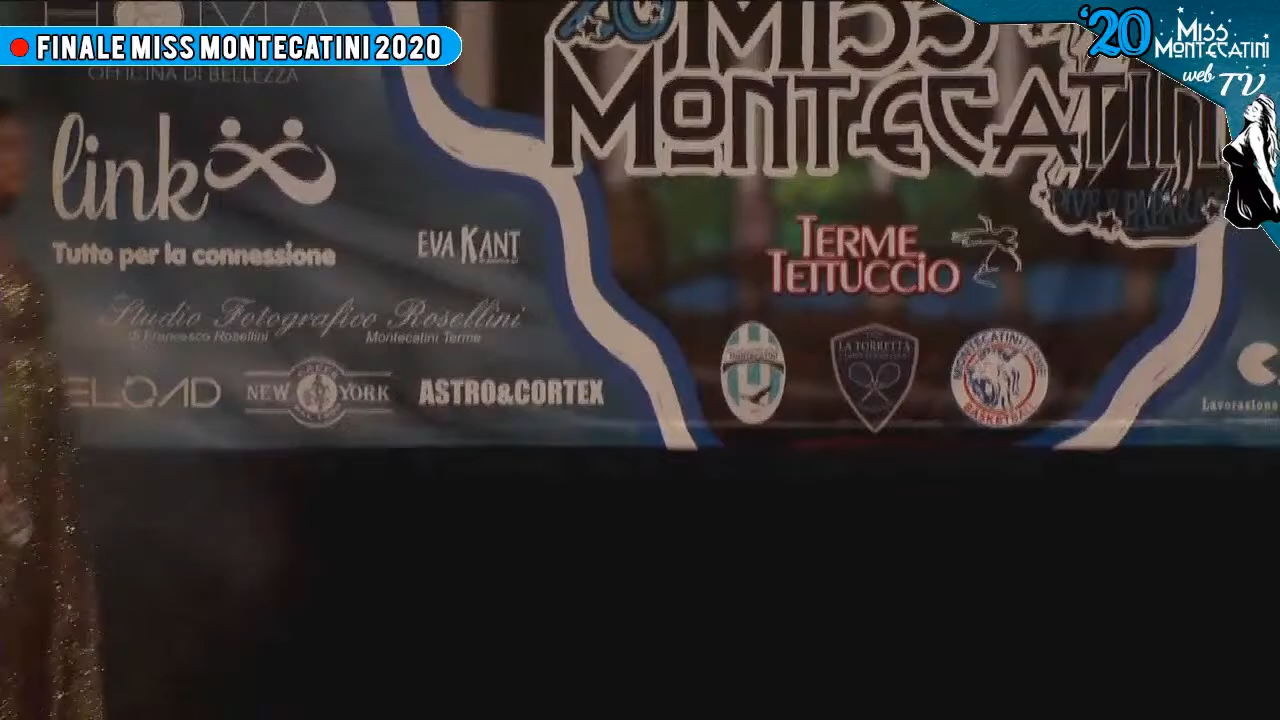 FINALE MISS MONTECATINI 2020
'20
MISS
MONTECATINI
web TV
OFFICINA DI BELLEZZA
'20 MISS
MONTECATINI
link
Tutto per la connessione
EVA KANT
TERME
TETTUCCIO
Studio Fotografico Rosellini
di Francesco Rosellini
Montecatini Terme
NEW YORK
ASTRO&CORTEX
LA TORRETTA
BASKETBALL
Lavorazione